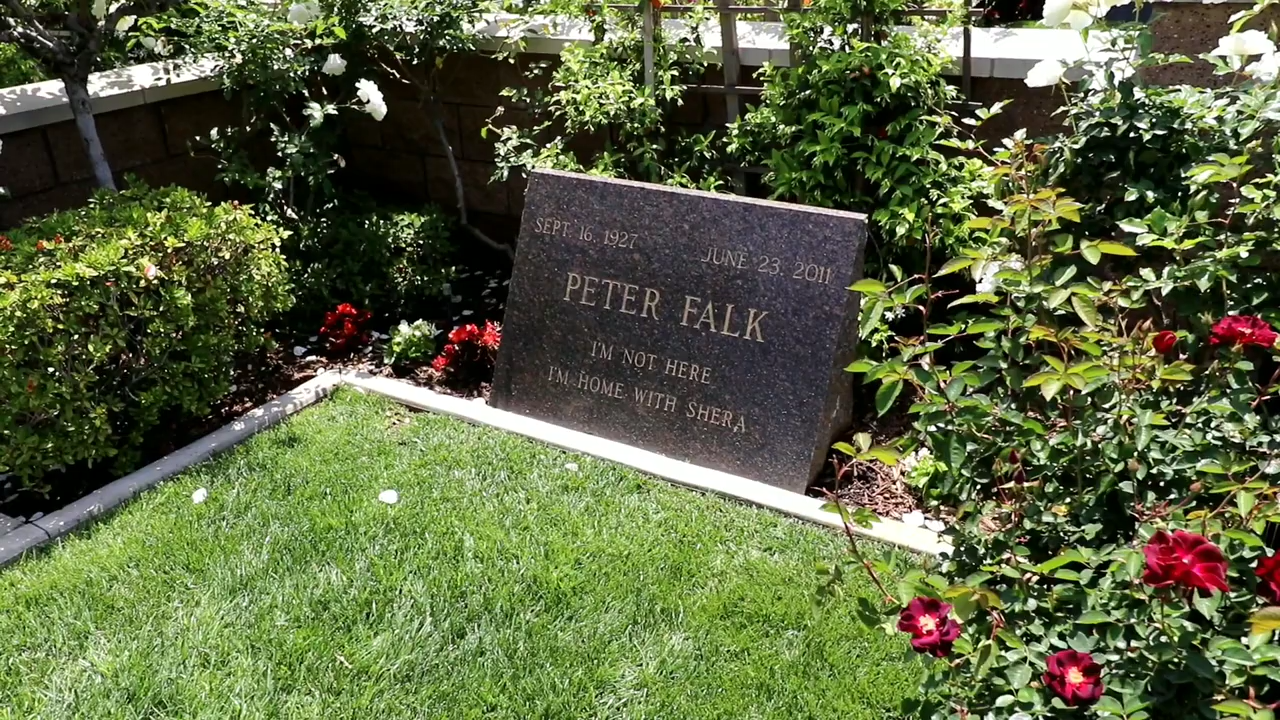 SEPT. 16, 1927 JUNE 23, 2011
PETER FALK
I'M NOT HERE
I'M HOME WITH SHERA